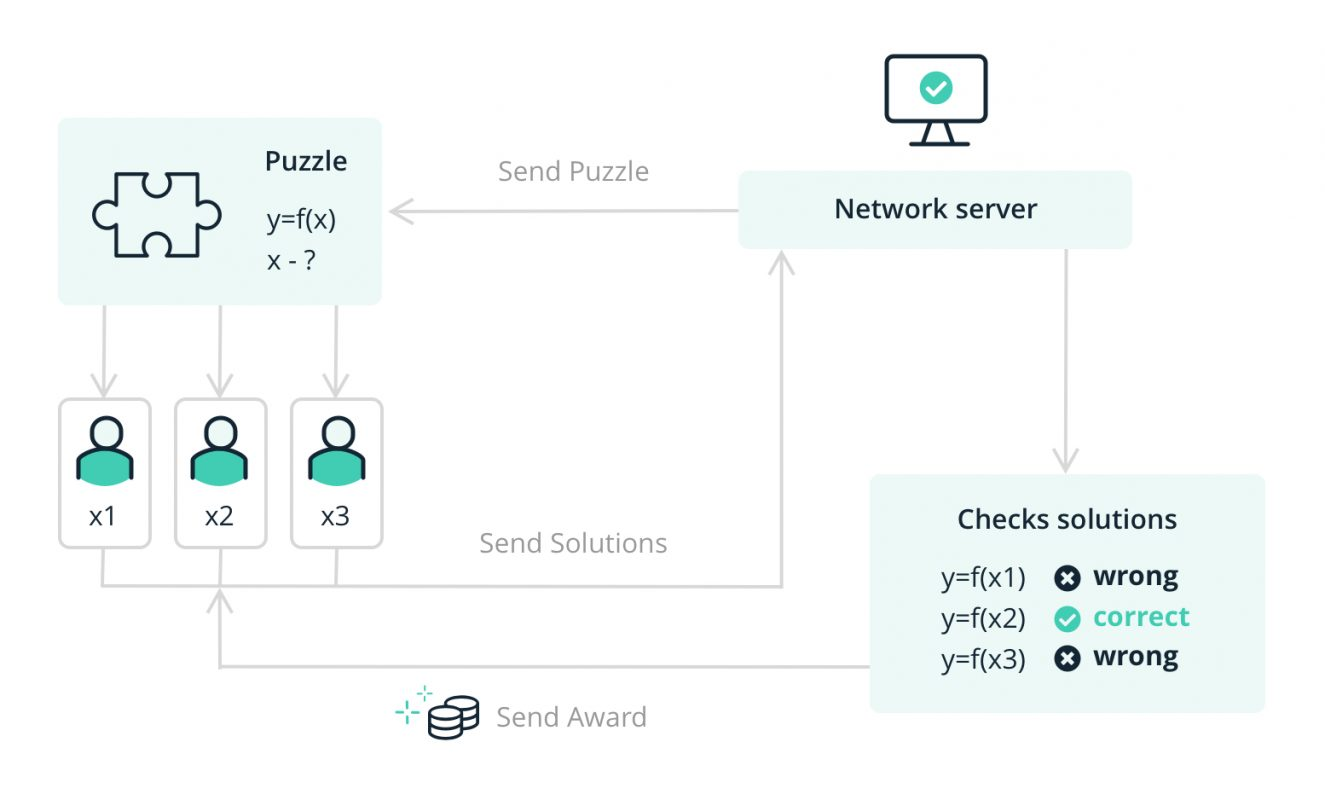 Puzzle
y=f(x)
x - ?
Send Puzzle
Network server
x1
x2
x3
Send Solutions
Checks solutions
y=f(x1) wrong
y=f(x2) correct
y=f(x3) wrong
Send Award